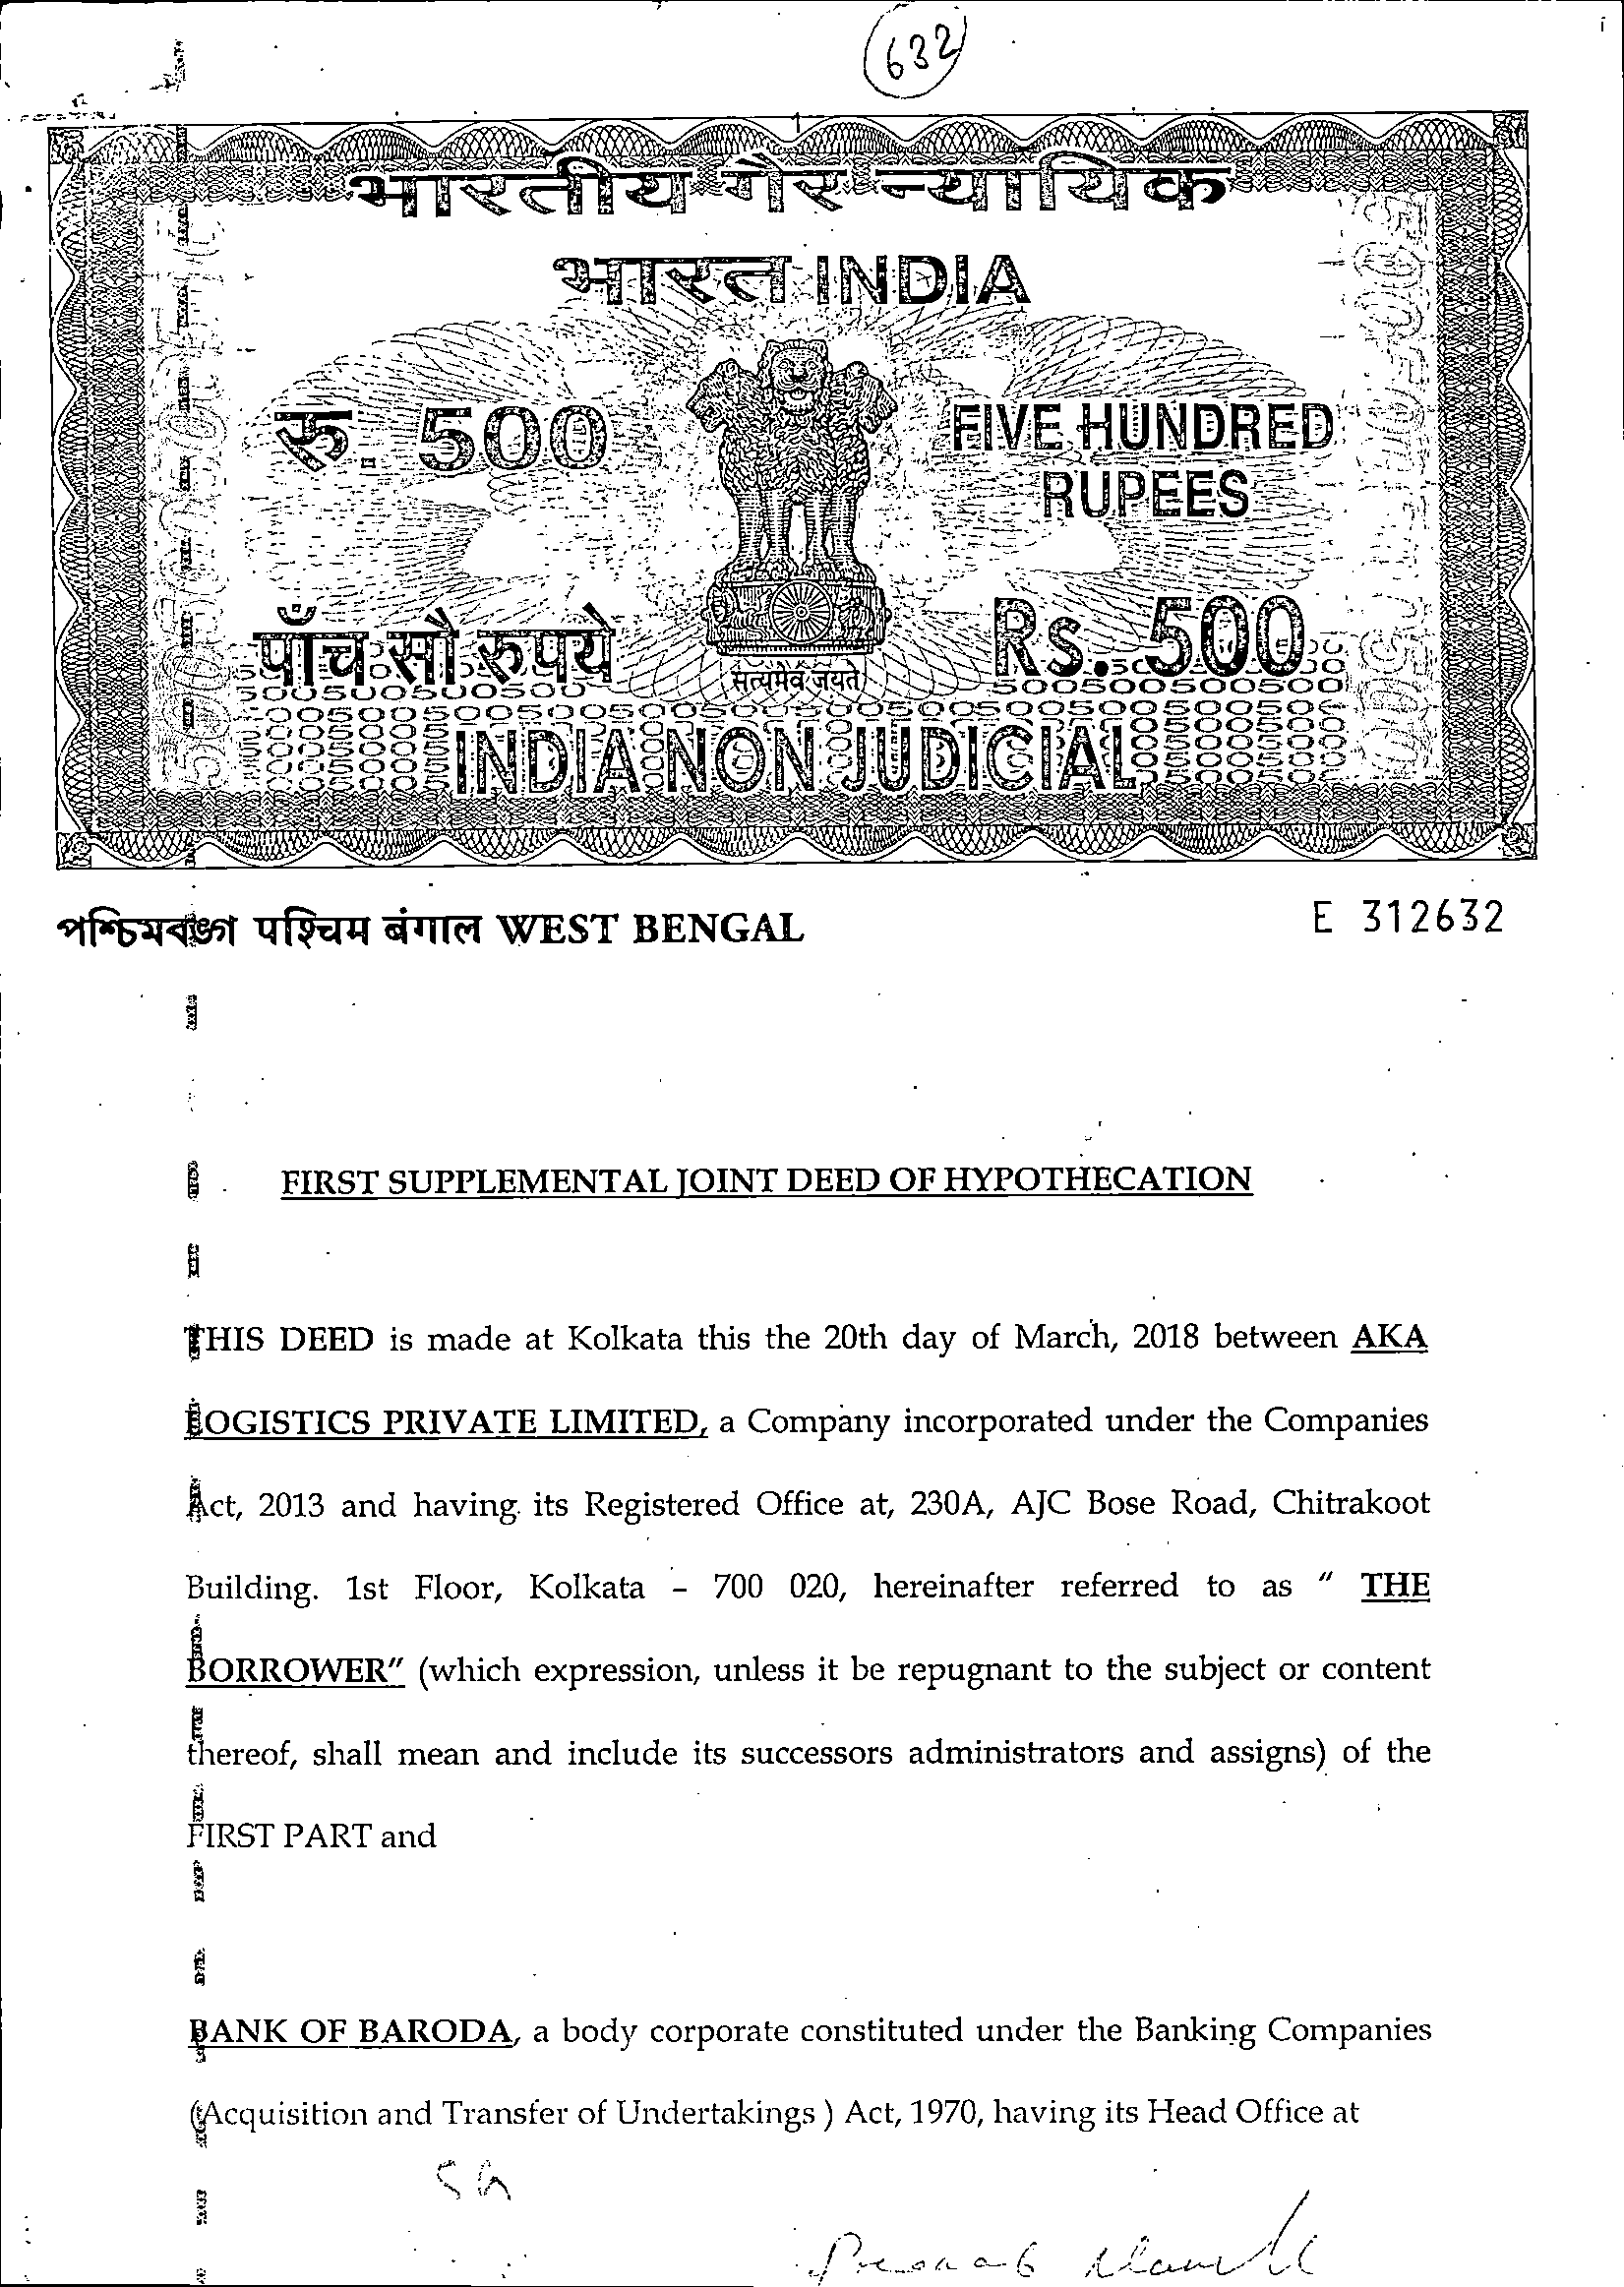 632
1
भारतीय गैर न्यायिक
भारत INDIA
रु. 500
FIVE HUNDRED
RUPEES
पाँच सौ रुपये
सत्यमेव जयते
Rs. 500
INDIA NON JUDICIAL
পশ্চিমবঙ্গ पश्चिम बंगाल WEST BENGAL
E 312632
FIRST SUPPLEMENTAL JOINT DEED OF HYPOTHECATION
THIS DEED is made at Kolkata this the 20th day of March, 2018 between AKA
LOGISTICS PRIVATE LIMITED, a Company incorporated under the Companies
Act, 2013 and having its Registered Office at, 230A, AJC Bose Road, Chitrakoot
Building. 1st Floor, Kolkata – 700 020, hereinafter referred to as " THE
BORROWER" (which expression, unless it be repugnant to the subject or content
thereof, shall mean and include its successors administrators and assigns) of the
FIRST PART and
BANK OF BARODA, a body corporate constituted under the Banking Companies
(Acquisition and Transfer of Undertakings ) Act, 1970, having its Head Office at